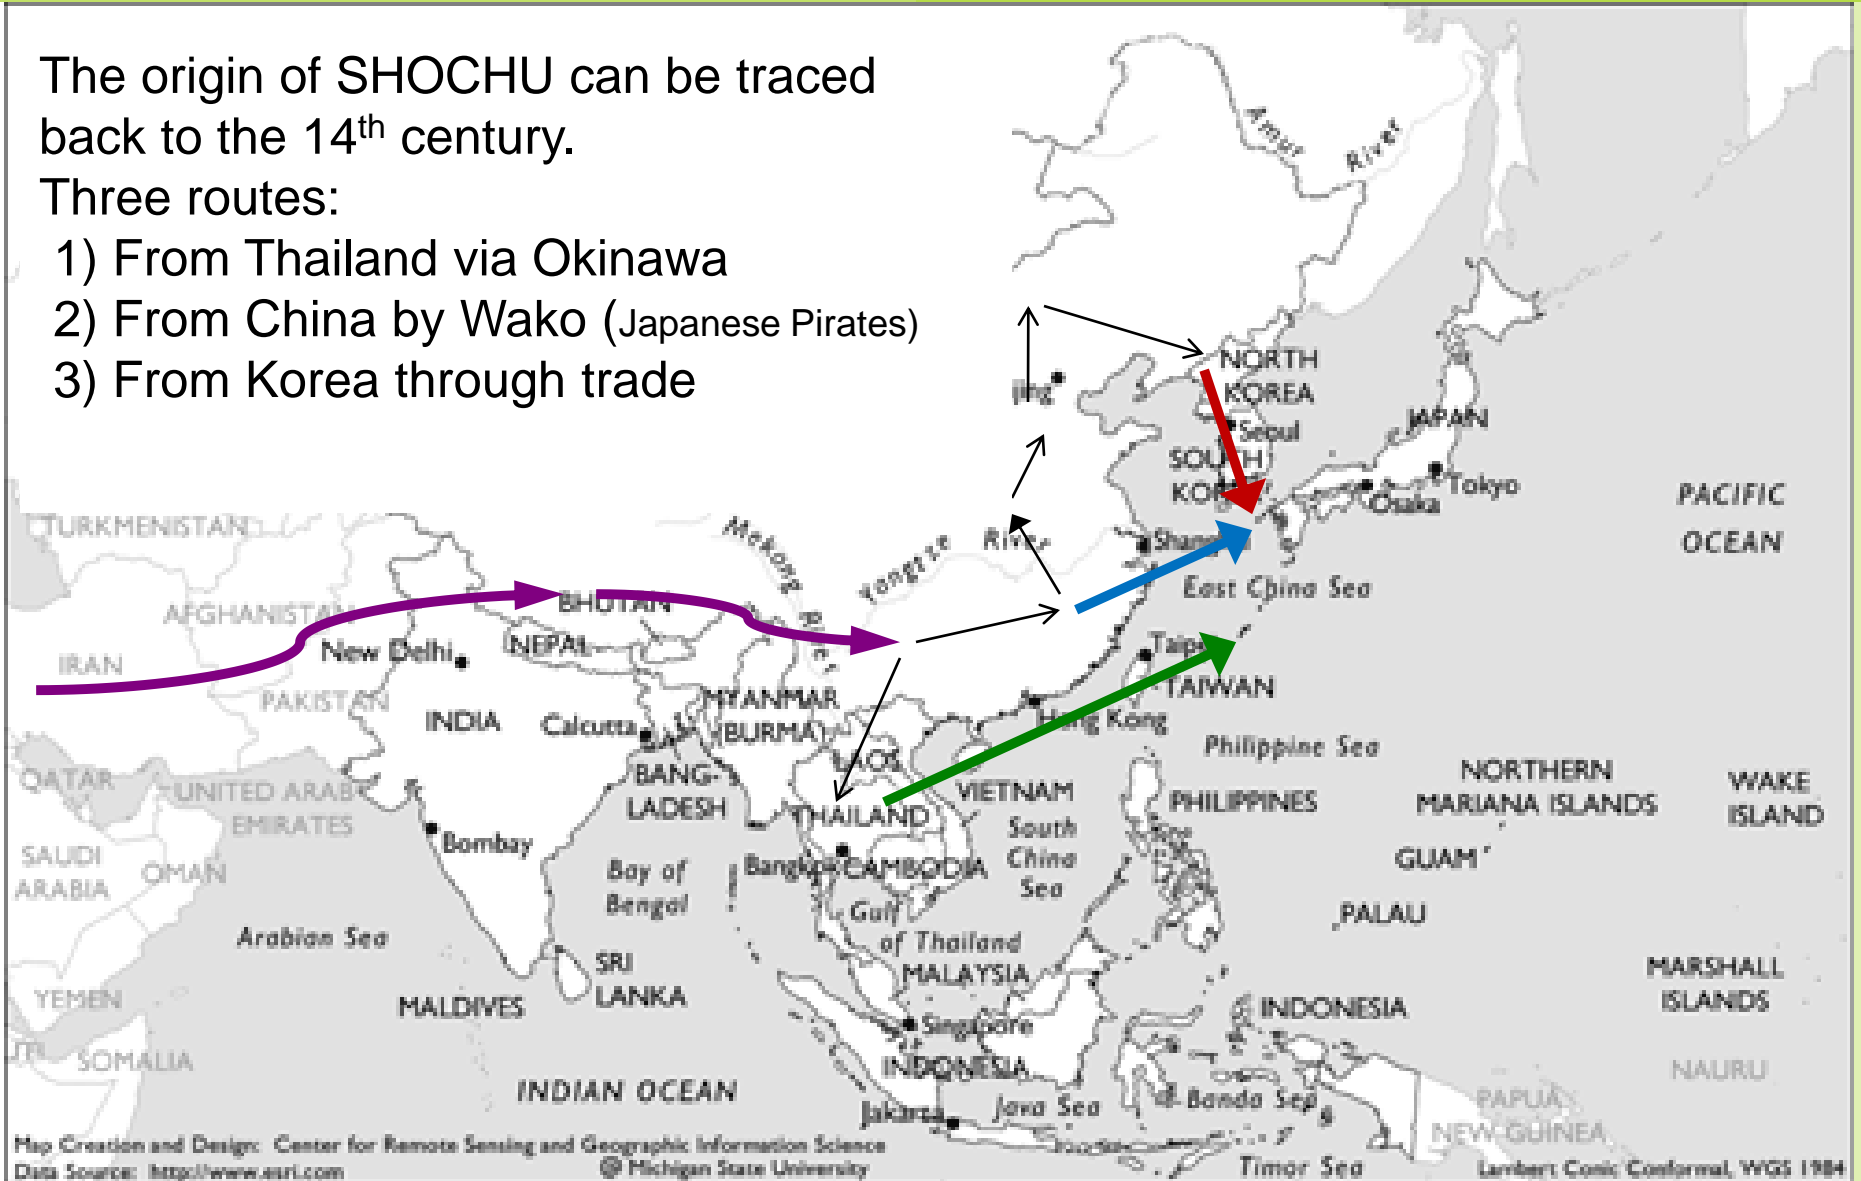 The origin of SHOCHU can be traced
back to the 14th century.
Three routes:
1) From Thailand via Okinawa
2) From China by Wako (Japanese Pirates)
3) From Korea through trade
Amur River
NORTH
KOREA
Seoul
SOUTH
JAPAN
Tokyo
Osaka
PACIFIC
OCEAN
TURKMENISTAN
Mekong River
Yangtze River
East China Sea
AFGHANISTAN
BHUTAN
IRAN
New Delhi
NEPAL
PAKISTAN
INDIA
Calcutta
MYANMAR
(BURMA)
TAIWAN
Hong Kong
Philippine Sea
QATAR
UNITED ARAB
EMIRATES
BANG-
LADESH
LAOS
VIETNAM
THAILAND
PHILIPPINES
NORTHERN
MARIANA ISLANDS
WAKE
ISLAND
Bombay
SAUDI
ARABIA
OMAN
Bay of
Bengal
Bangkok
CAMBODIA
South
China
Sea
GUAM
Gulf
of Thailand
PALAU
Arabian Sea
SRI
LANKA
MALAYSIA
MARSHALL
ISLANDS
YEMEN
MALDIVES
Singapore
INDONESIA
INDONESIA
SOMALIA
NAURU
INDIAN OCEAN
Jakarta
Java Sea
Banda Sea
PAPUA
NEW GUINEA
Timor Sea
Map Creation and Design: Center for Remote Sensing and Geographic Information Science
Data Source: http://www.esri.com
@ Michigan State University
Lambert Conic Conformal, WGS 1984